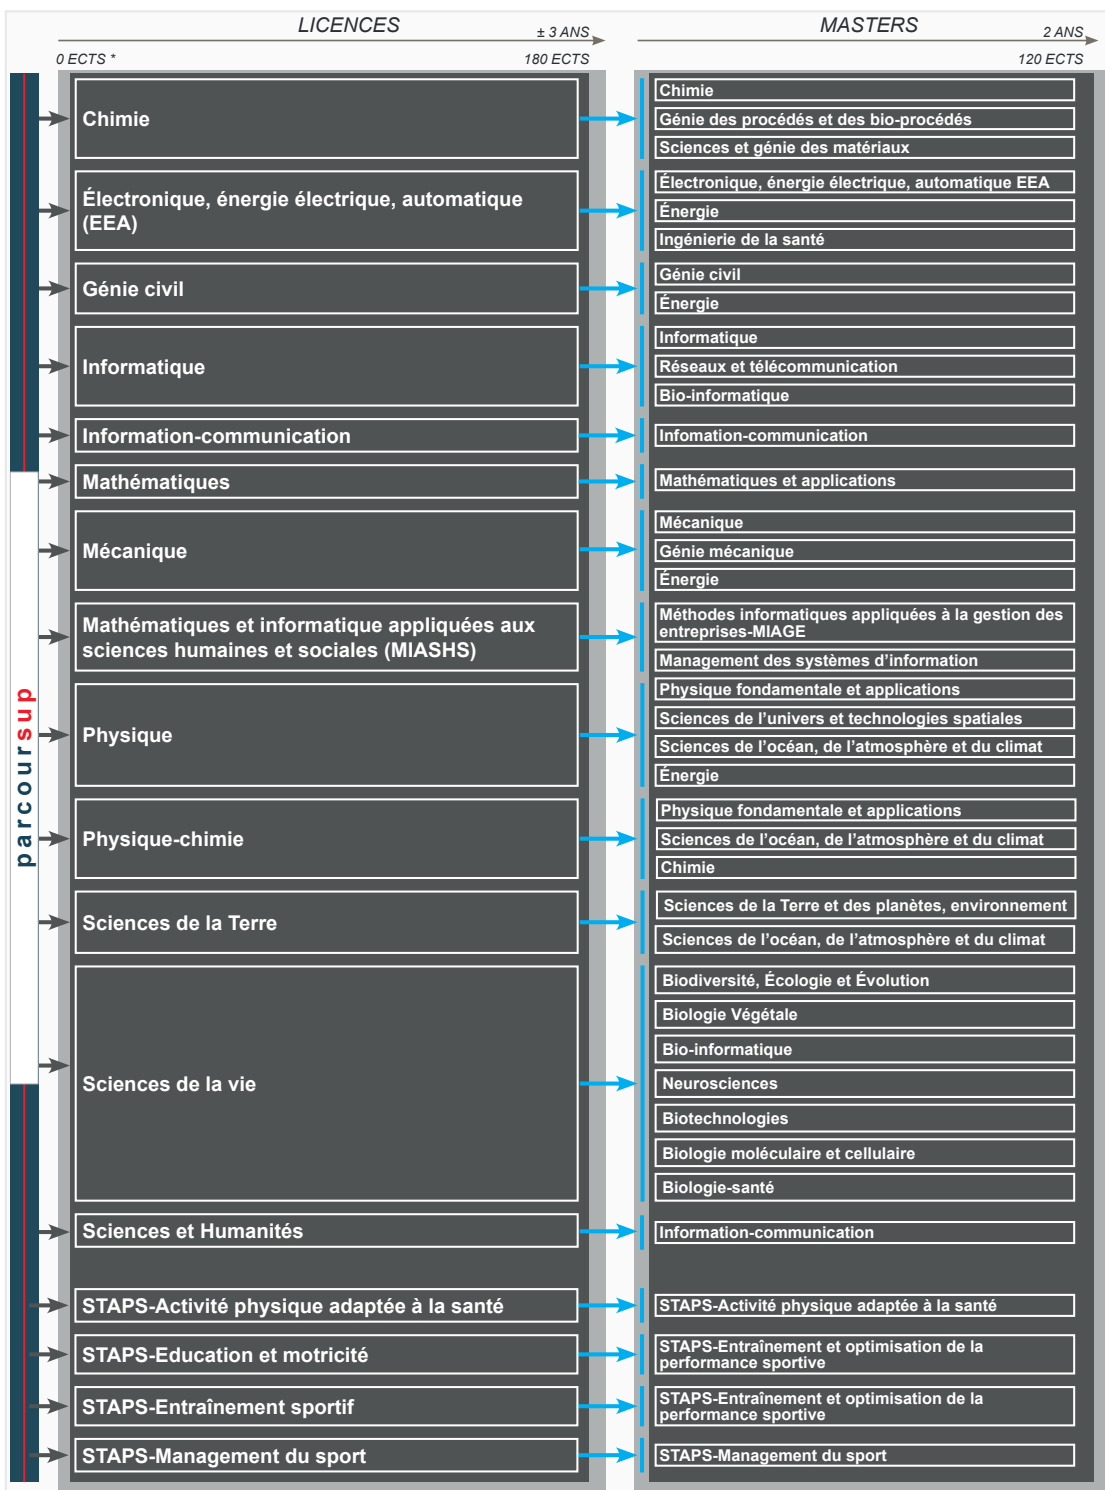 LICENCES
± 3 ANS
MASTERS
2 ANS
0 ECTS *
180 ECTS
120 ECTS
parcoursup
Chimie
Chimie
Génie des procédés et des bio-procédés
Sciences et génie des matériaux
Électronique, énergie électrique, automatique
(EEA)
Électronique, énergie électrique, automatique EEA
Énergie
Ingénierie de la santé
Génie civil
Génie civil
Énergie
Informatique
Informatique
Réseaux et télécommunication
Bio-informatique
Information-communication
Infomation-communication
Mathématiques
Mathématiques et applications
Mécanique
Mécanique
Génie mécanique
Énergie
Mathématiques et informatique appliquées aux
sciences humaines et sociales (MIASHS)
Méthodes informatiques appliquées à la gestion des
entreprises-MIAGE
Management des systèmes d'information
Physique
Physique fondamentale et applications
Sciences de l'univers et technologies spatiales
Sciences de l'océan, de l'atmosphère et du climat
Énergie
Physique-chimie
Physique fondamentale et applications
Sciences de l'océan, de l'atmosphère et du climat
Chimie
Sciences de la Terre
Sciences de la Terre et des planètes, environnement
Sciences de l'océan, de l'atmosphère et du climat
Sciences de la vie
Biodiversité, Écologie et Évolution
Biologie Végétale
Bio-informatique
Neurosciences
Biotechnologies
Biologie moléculaire et cellulaire
Biologie-santé
Sciences et Humanités
Information-communication
STAPS-Activité physique adaptée à la santé
STAPS-Activité physique adaptée à la santé
STAPS-Education et motricité
STAPS-Entraînement et optimisation de la
performance sportive
STAPS-Entraînement sportif
STAPS-Entraînement et optimisation de la
performance sportive
STAPS-Management du sport
STAPS-Management du sport